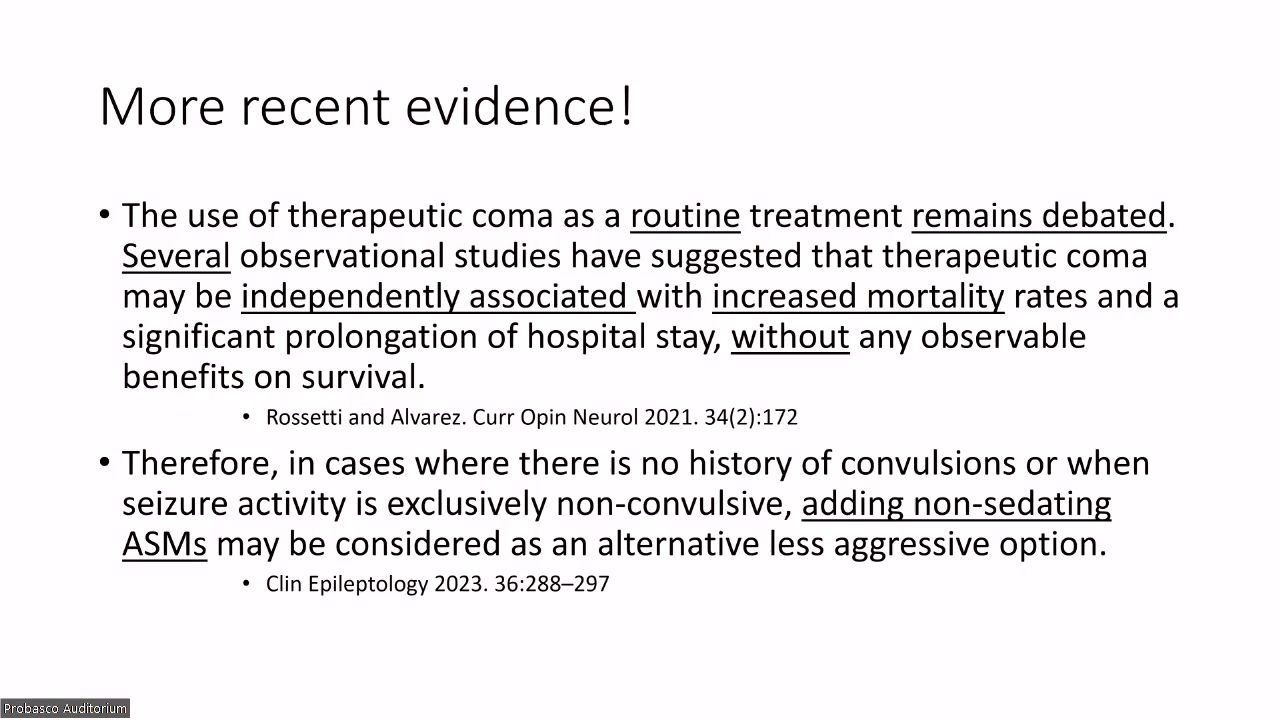 More recent evidence!
• The use of therapeutic coma as a routine treatment remains debated.
Several observational studies have suggested that therapeutic coma
may be independently associated with increased mortality rates and a
significant prolongation of hospital stay, without any observable
benefits on survival.
• Rossetti and Alvarez. Curr Opin Neurol 2021. 34(2):172
• Therefore, in cases where there is no history of convulsions or when
seizure activity is exclusively non-convulsive, adding non-sedating
ASMs may be considered as an alternative less aggressive option.
• Clin Epileptology 2023. 36:288–297
Probasco Auditorium